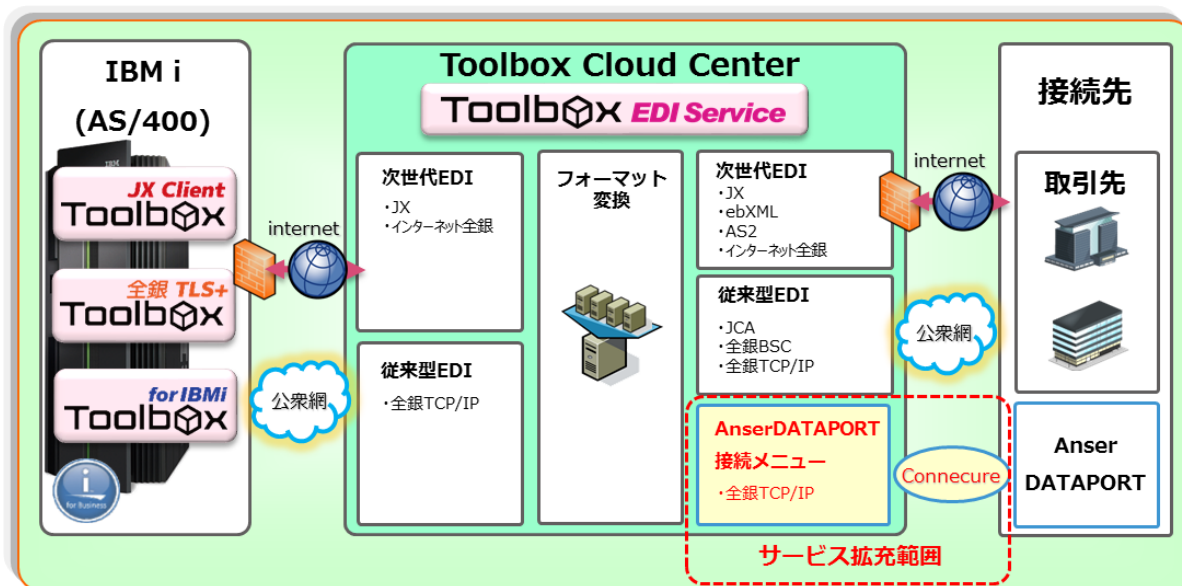 IBM i
(AS/400)
IBM
JX Client
Toolbox
全銀 TLS+
Toolbox
for IBMi
Toolbox
i
for Business
internet
公衆網
Toolbox Cloud Center
Toolbox EDI Service
次世代EDI
・JX
・インターネット全銀
従来型EDI
・全銀TCP/IP
フォーマット
変換
次世代EDI
・JX
・ebXML
・AS2
・インターネット全銀
従来型EDI
・JCA
・全銀BSC
・全銀TCP/IP
AnserDATAPORT
接続メニュー
・全銀TCP/IP
internet
公衆網
Connecure
接続先
取引先
Anser
DATAPORT
サービス拡充範囲